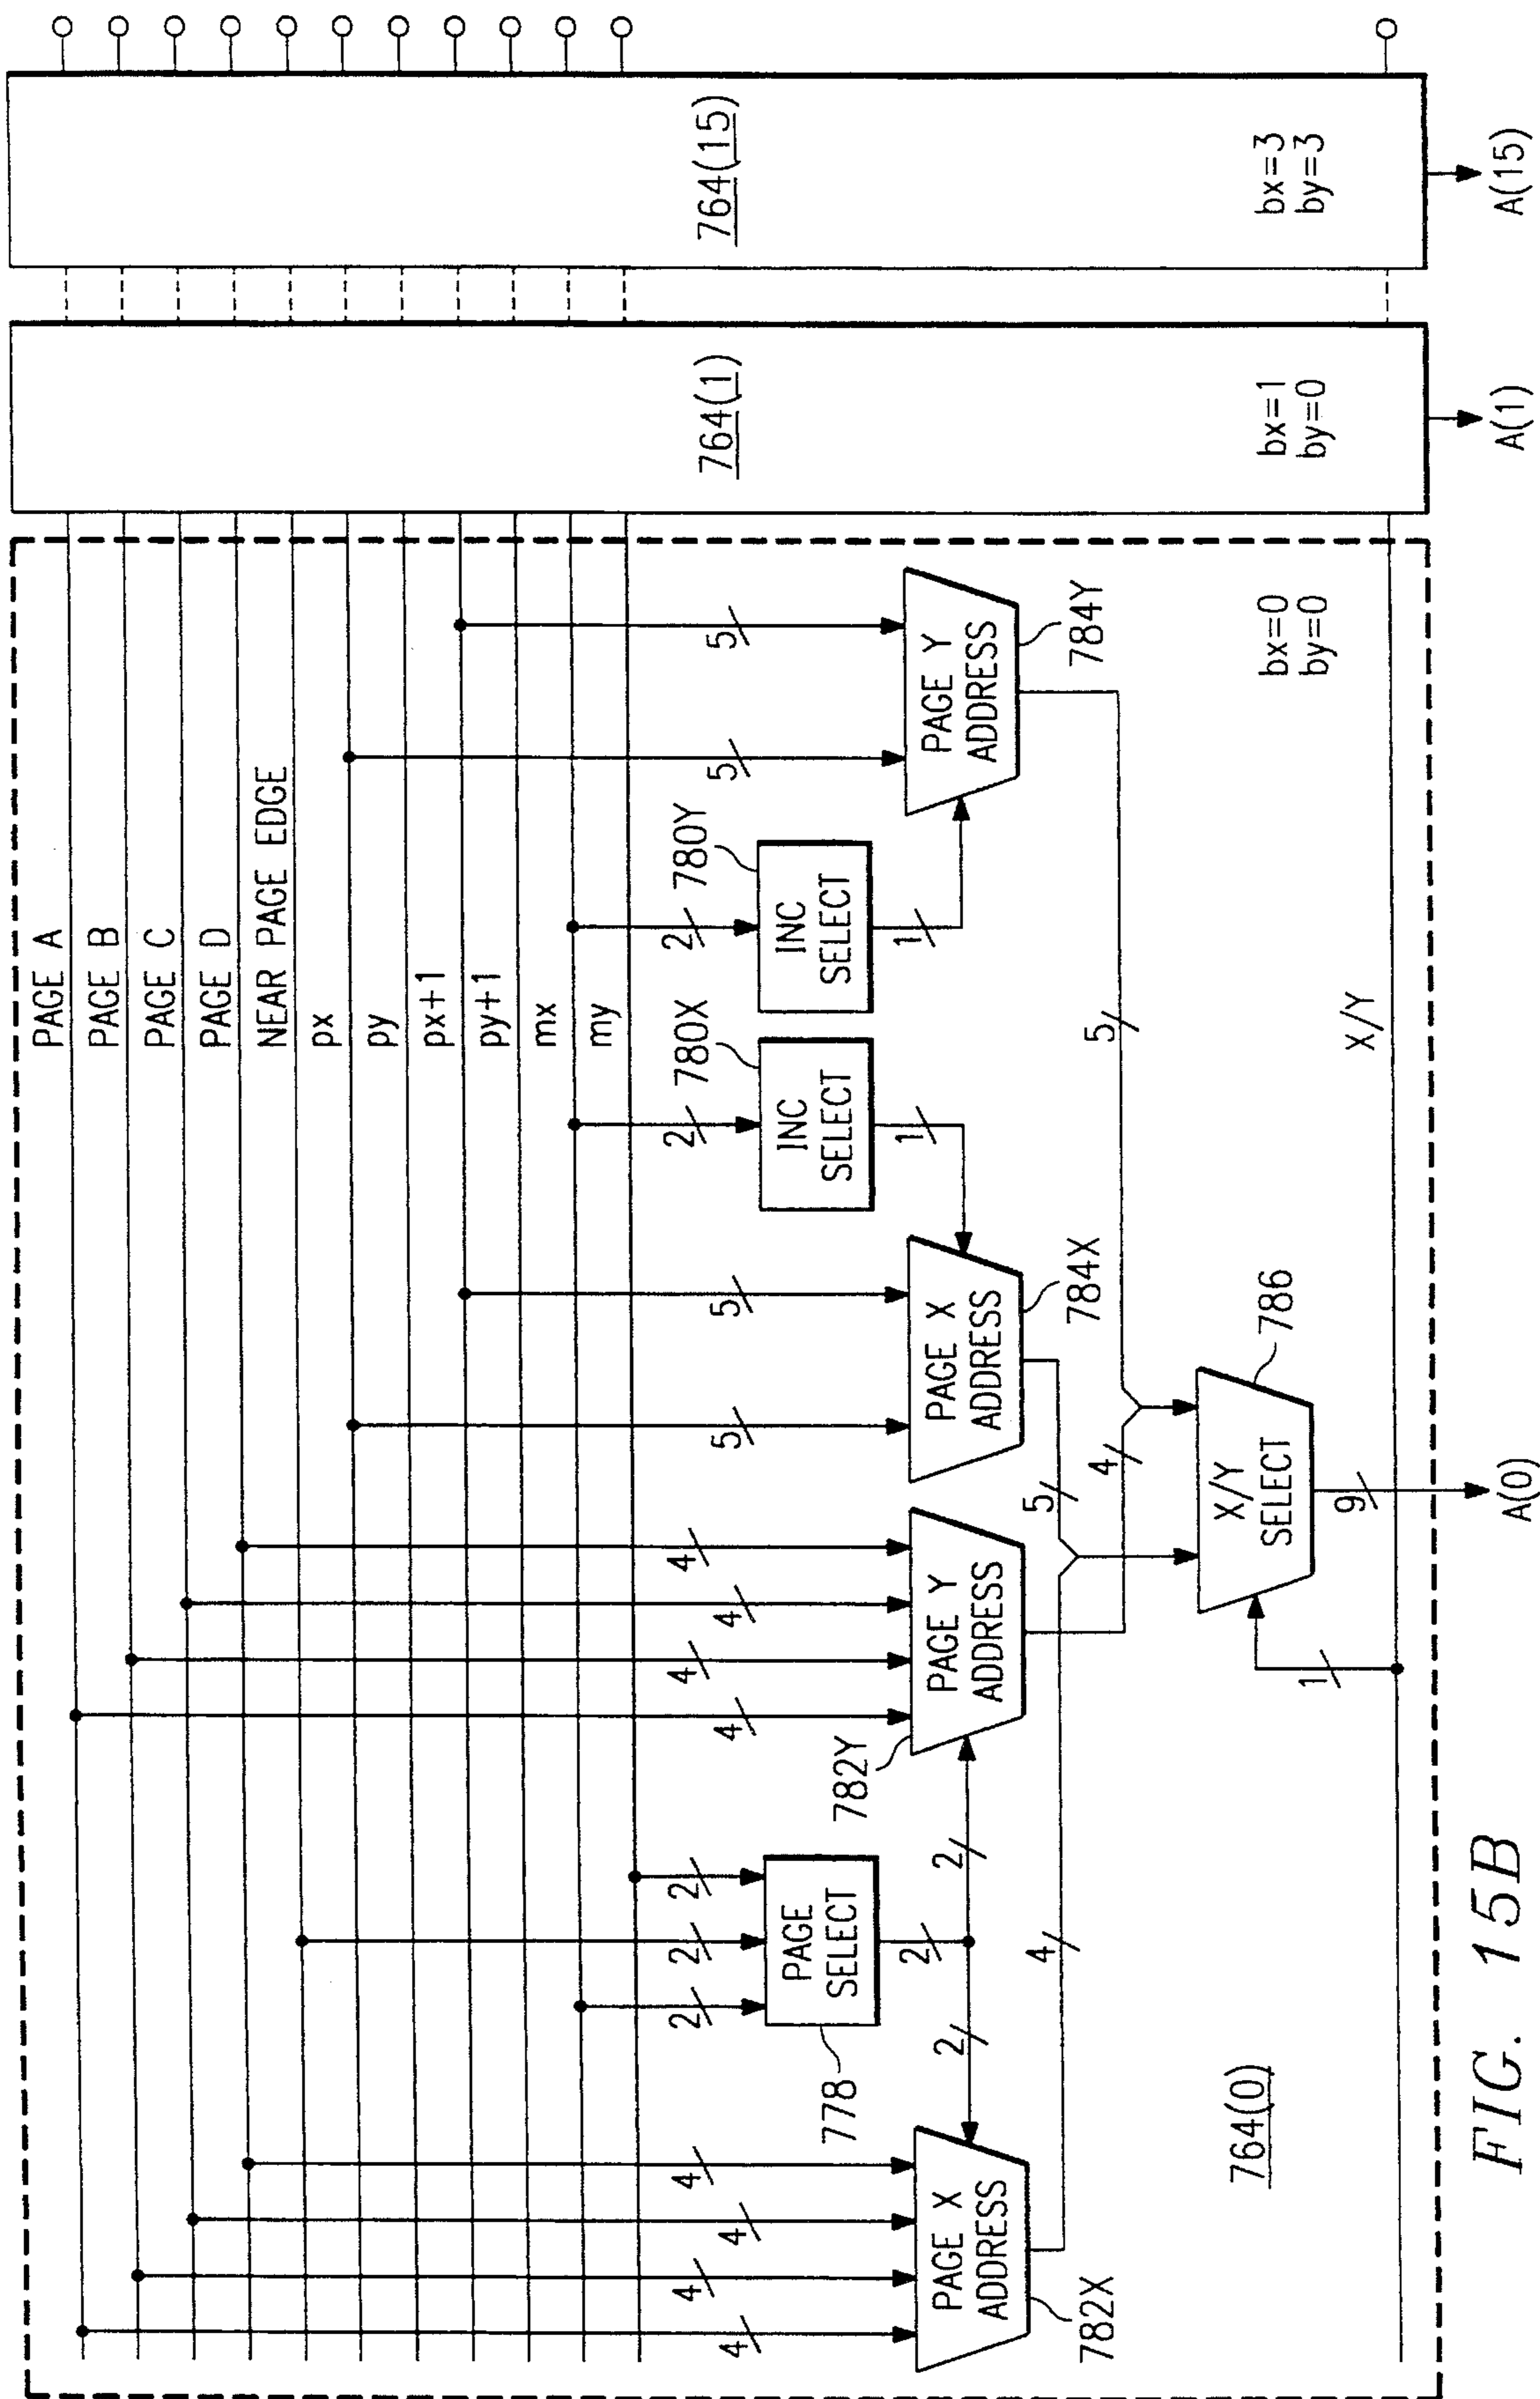 PAGE A
PAGE B
PAGE C
PAGE D
NEAR PAGE EDGE
px
py
px+1
py+1
mx
my
4
4
4
4
2
2
2
4
4
4
4
5
5
2
780X
2
780Y
5
5
778
PAGE
SELECT
INC
SELECT
INC
SELECT
2
2
2
1
1
782Y
PAGE X
ADDRESS
782X
PAGE Y
ADDRESS
PAGE X
ADDRESS
784X
PAGE Y
ADDRESS
784Y
4
5
4
5
X/Y
SELECT
786
1
9
X/Y
764(0)
bx=0
by=0
A(0)
764(1)
bx=1
by=0
A(1)
764(15)
bx=3
by=3
A(15)
FIG. 15B